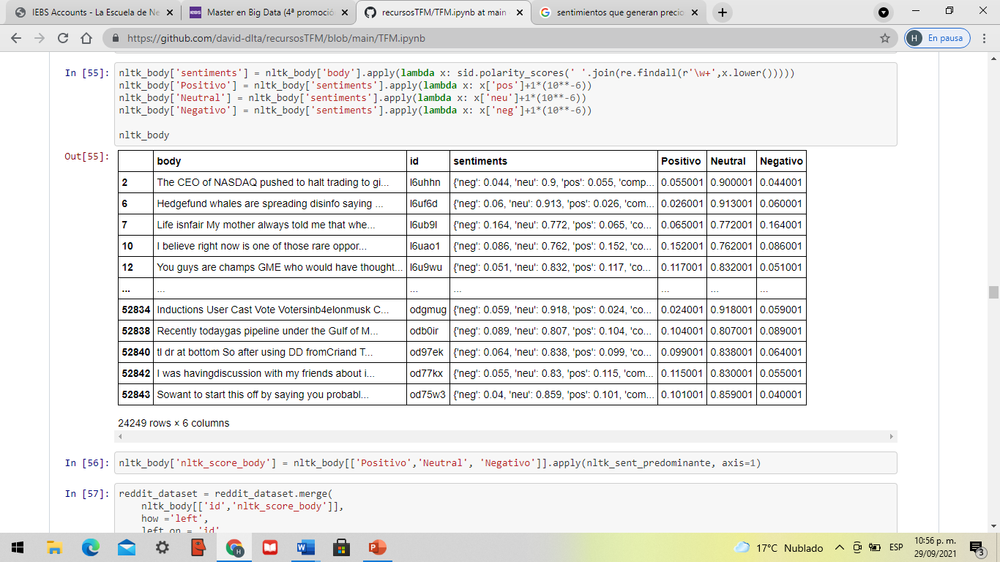 IEBS Accounts - La Escuela de Ne
Master en Big Data (4ª promoció
recursosTFM/TFM.ipynb at main
sentimientos que generan precio
https://github.com/david-dlta/recursosTFM/blob/main/TFM.ipynb
H En pausa
In [55]: nltk_body['sentiments'] = nltk_body['body'].apply(lambda x: sid.polarity_scores(' '.join(re.findall(r'\w+',x.lower()))))
nltk_body['Positivo'] = nltk_body['sentiments'].apply(lambda x: x['pos']+1*(10**-6))
nltk_body['Neutral'] = nltk_body['sentiments'].apply(lambda x: x['neu']+1*(10**-6))
nltk_body['Negativo'] = nltk_body['sentiments'].apply(lambda x: x['neg']+1*(10**-6))
nltk_body
Out[55]:
body id sentiments Positivo Neutral Negativo
2 The CEO of NASDAQ pushed to halt trading to gi... l6uhhn {'neg': 0.044, 'neu': 0.9, 'pos': 0.055, 'comp... 0.055001 0.900001 0.044001
6 Hedgefund whales are spreading disinfo saying ... l6uf6d {'neg': 0.06, 'neu': 0.913, 'pos': 0.026, 'com... 0.026001 0.913001 0.060001
7 Life isnfair My mother always told me that whe... l6ub9l {'neg': 0.164, 'neu': 0.772, 'pos': 0.065, 'co... 0.065001 0.772001 0.164001
10 I believe right now is one of those rare oppor... l6uao1 {'neg': 0.086, 'neu': 0.762, 'pos': 0.152, 'co... 0.152001 0.762001 0.086001
12 You guys are champs GME who would have thought... l6u9wu {'neg': 0.051, 'neu': 0.832, 'pos': 0.117, 'co... 0.117001 0.832001 0.051001
... ... ... ... ... ... ...
52834 Inductions User Cast Vote Votersinb4elonmusk C... odgmug {'neg': 0.059, 'neu': 0.918, 'pos': 0.024, 'co... 0.024001 0.918001 0.059001
52838 Recently todaygas pipeline under the Gulf of M... odb0ir {'neg': 0.089, 'neu': 0.807, 'pos': 0.104, 'co... 0.104001 0.807001 0.089001
52840 tl dr at bottom So after using DD fromCriand T... od97ek {'neg': 0.064, 'neu': 0.838, 'pos': 0.099, 'co... 0.099001 0.838001 0.064001
52842 I was havingdiscussion with my friends about i... od77kx {'neg': 0.055, 'neu': 0.83, 'pos': 0.115, 'com... 0.115001 0.830001 0.055001
52843 Sowant to start this off by saying you probabl... od75w3 {'neg': 0.04, 'neu': 0.859, 'pos': 0.101, 'com... 0.101001 0.859001 0.040001
24249 rows × 6 columns
In [56]: nltk_body['nltk_score_body'] = nltk_body[['Positivo','Neutral', 'Negativo']].apply(nltk_sent_predominante, axis=1)
In [57]: reddit_dataset = reddit_dataset.merge(
nltk_body[['id','nltk_score_body']],
how ='left',
left_on = 'id'
17°C Nublado ESP 10:56 p. m.
29/09/2021
3